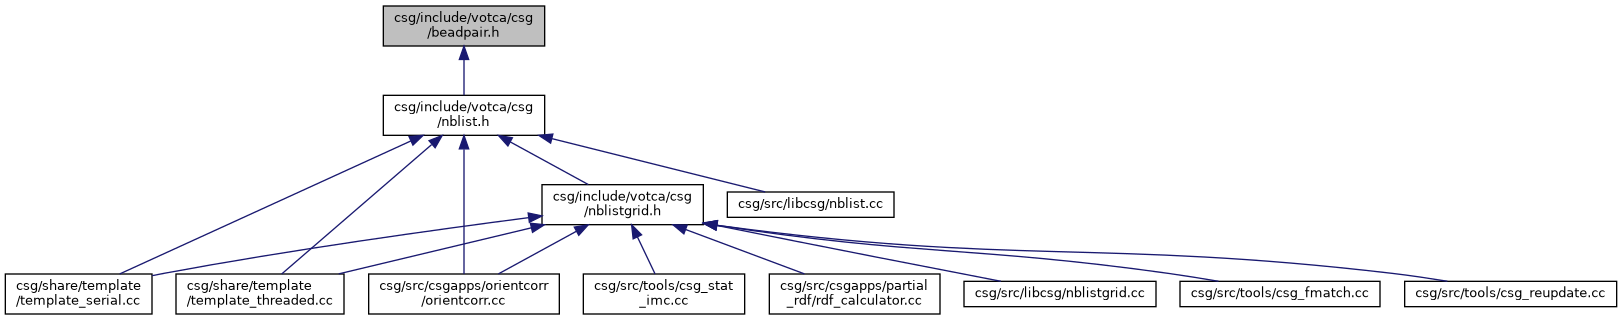 csg/include/votca/csg
/beadpair.h
csg/include/votca/csg
/nblist.h
csg/include/votca/csg
/nblistgrid.h
csg/src/libcsg/nblist.cc
csg/share/template
/template_serial.cc
csg/share/template
/template_threaded.cc
csg/src/csgapps/orientcorr
/orientcorr.cc
csg/src/tools/csg_stat
_imc.cc
csg/src/csgapps/partial
_rdf/rdf_calculator.cc
csg/src/libcsg/nblistgrid.cc
csg/src/tools/csg_fmatch.cc
csg/src/tools/csg_reupdate.cc